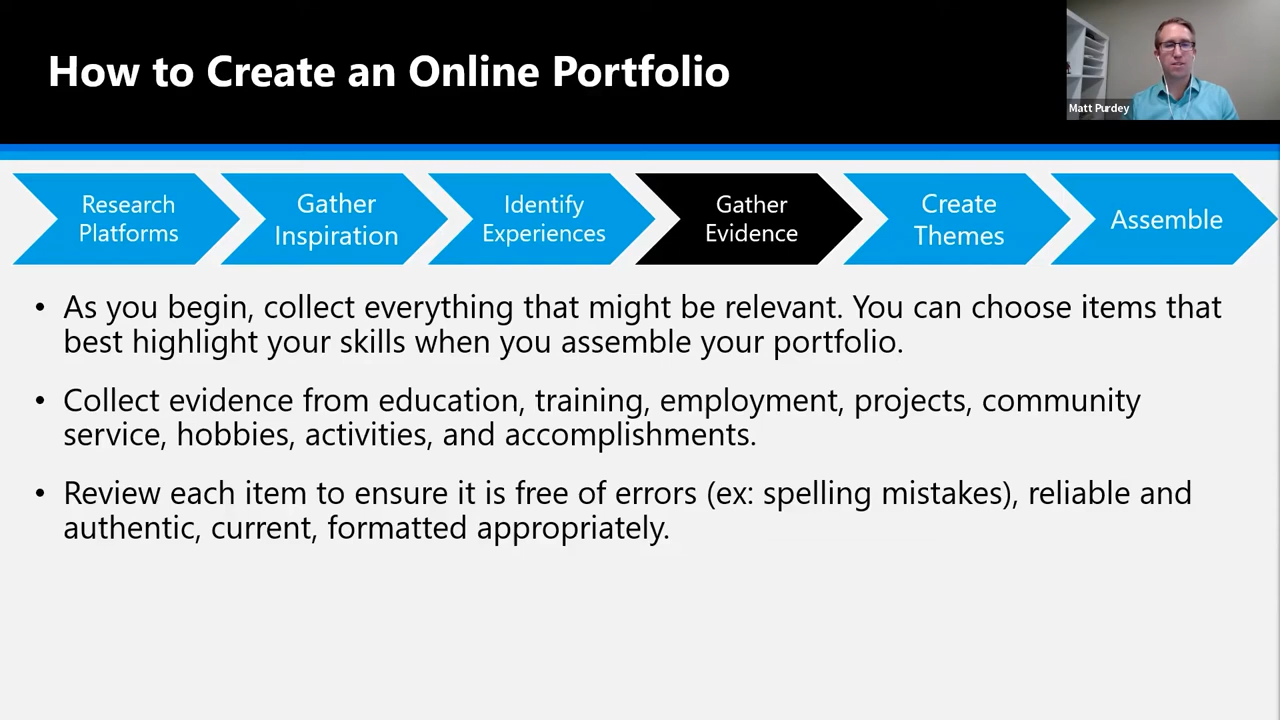 How to Create an Online Portfolio
Matt Purdey
Research
Platforms
Gather
Inspiration
Identify
Experiences
Gather
Evidence
Create
Themes
Assemble
• As you begin, collect everything that might be relevant. You can choose items that
best highlight your skills when you assemble your portfolio.
• Collect evidence from education, training, employment, projects, community
service, hobbies, activities, and accomplishments.
• Review each item to ensure it is free of errors (ex: spelling mistakes), reliable and
authentic, current, formatted appropriately.